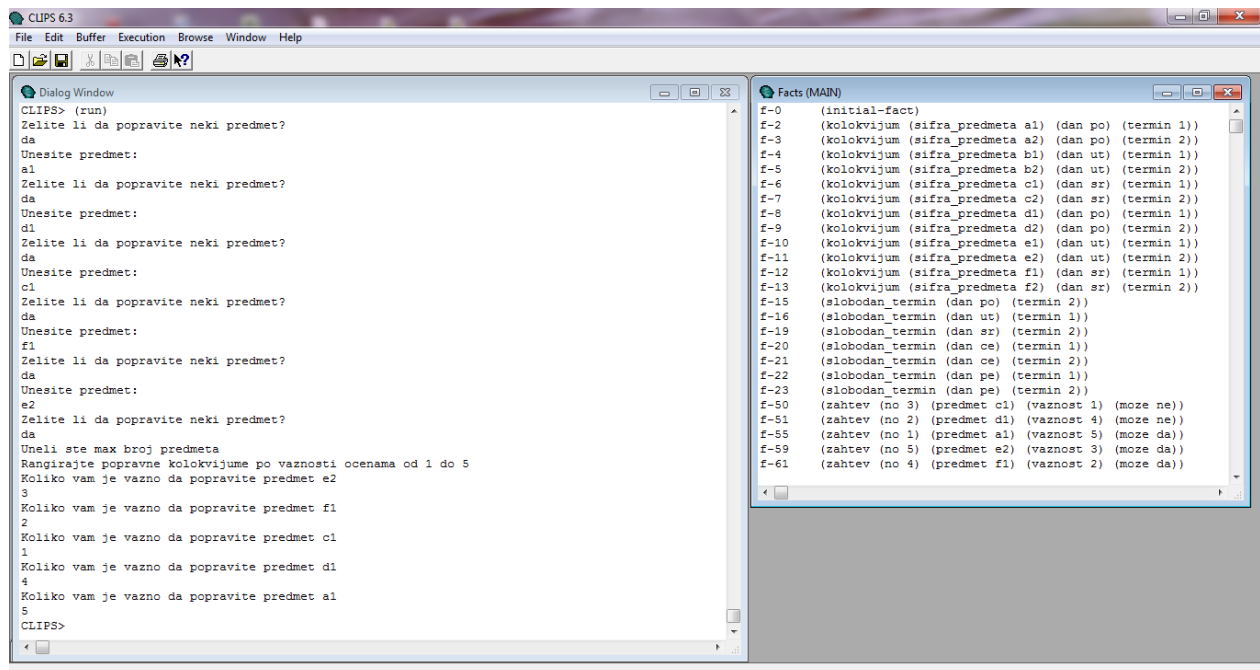 CLIPS 6.3
File Edit Buffer Execution Browse Window Help
Dialog Window
CLIPS> (run)
Zelite li da popravite neki predmet?
da
Unesite predmet:
a1
Zelite li da popravite neki predmet?
da
Unesite predmet:
d1
Zelite li da popravite neki predmet?
da
Unesite predmet:
c1
Zelite li da popravite neki predmet?
da
Unesite predmet:
f1
Zelite li da popravite neki predmet?
da
Unesite predmet:
e2
Zelite li da popravite neki predmet?
da
Uneli ste max broj predmeta
Rangirajte popravne kolokvijume po vaznosti ocenama od 1 do 5
Koliko vam je vazno da popravite predmet e2
3
Koliko vam je vazno da popravite predmet f1
2
Koliko vam je vazno da popravite predmet c1
1
Koliko vam je vazno da popravite predmet d1
4
Koliko vam je vazno da popravite predmet a1
5
CLIPS>
Facts (MAIN)
f-0 (initial-fact)
f-2 (kolokvijum (sifra_predmeta a1) (dan po) (termin 1))
f-3 (kolokvijum (sifra_predmeta a2) (dan po) (termin 2))
f-4 (kolokvijum (sifra_predmeta b1) (dan ut) (termin 1))
f-5 (kolokvijum (sifra_predmeta b2) (dan ut) (termin 2))
f-6 (kolokvijum (sifra_predmeta c1) (dan sr) (termin 1))
f-7 (kolokvijum (sifra_predmeta c2) (dan sr) (termin 2))
f-8 (kolokvijum (sifra_predmeta d1) (dan po) (termin 1))
f-9 (kolokvijum (sifra_predmeta d2) (dan po) (termin 2))
f-10 (kolokvijum (sifra_predmeta e1) (dan ut) (termin 1))
f-11 (kolokvijum (sifra_predmeta e2) (dan ut) (termin 2))
f-12 (kolokvijum (sifra_predmeta f1) (dan sr) (termin 1))
f-13 (kolokvijum (sifra_predmeta f2) (dan sr) (termin 2))
f-15 (slobodan_termin (dan po) (termin 2))
f-16 (slobodan_termin (dan ut) (termin 1))
f-19 (slobodan_termin (dan sr) (termin 2))
f-20 (slobodan_termin (dan ce) (termin 1))
f-21 (slobodan_termin (dan ce) (termin 2))
f-22 (slobodan_termin (dan pe) (termin 1))
f-23 (slobodan_termin (dan pe) (termin 2))
f-50 (zahtev (no 3) (predmet c1) (vaznost 1) (moze ne))
f-51 (zahtev (no 2) (predmet d1) (vaznost 4) (moze ne))
f-55 (zahtev (no 1) (predmet a1) (vaznost 5) (moze da))
f-59 (zahtev (no 5) (predmet e2) (vaznost 3) (moze da))
f-61 (zahtev (no 4) (predmet f1) (vaznost 2) (moze da))